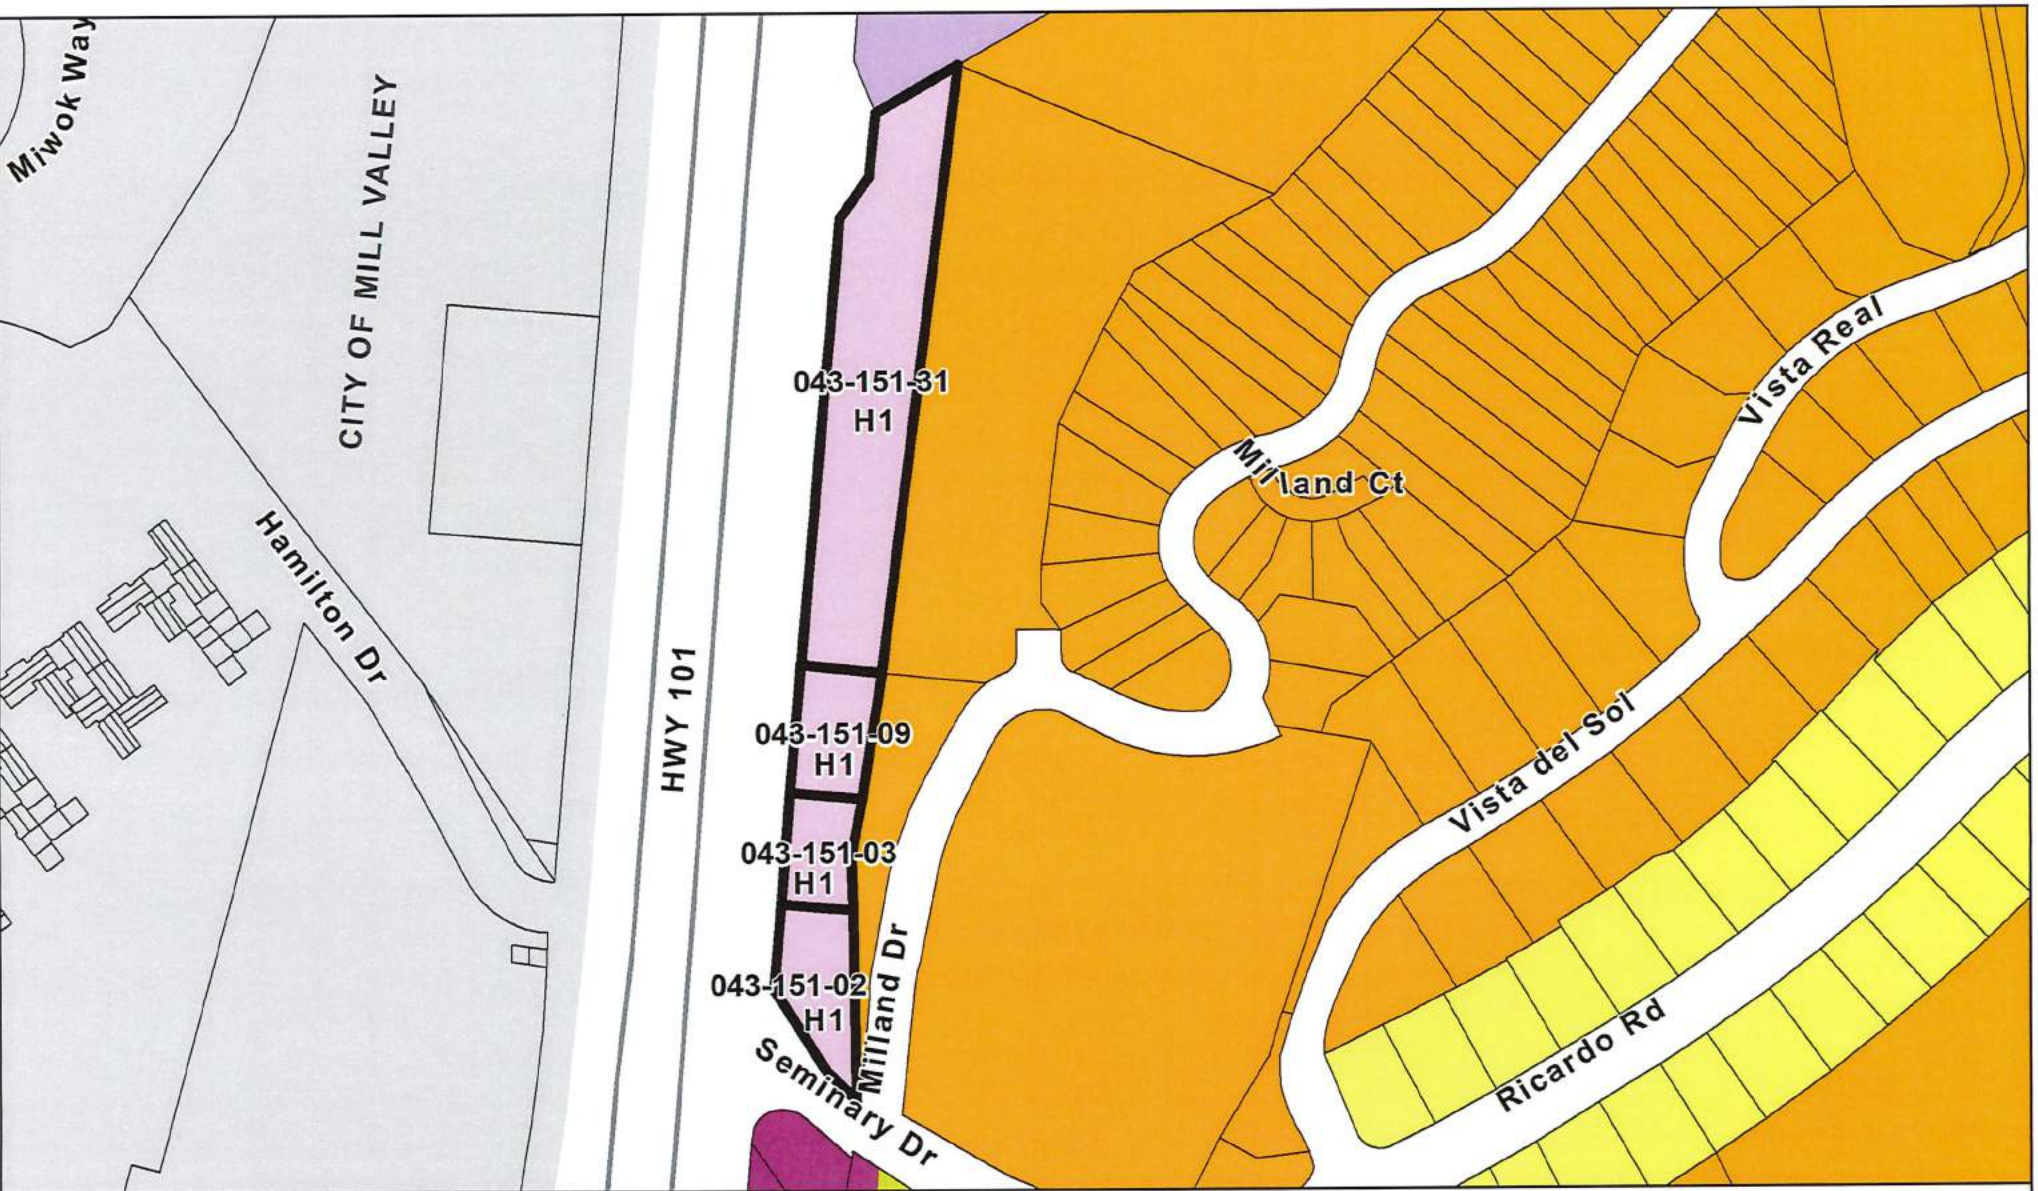 Miwok Way
CITY OF MILL VALLEY
Hamilton Dr
HWY 101
043-151-31
H1
043-151-09
H1
043-151-03
H1
043-151-02
H1
Milland Dr
Seminary Dr
Milland Ct
Vista Real
Vista del Sol
Ricardo Rd